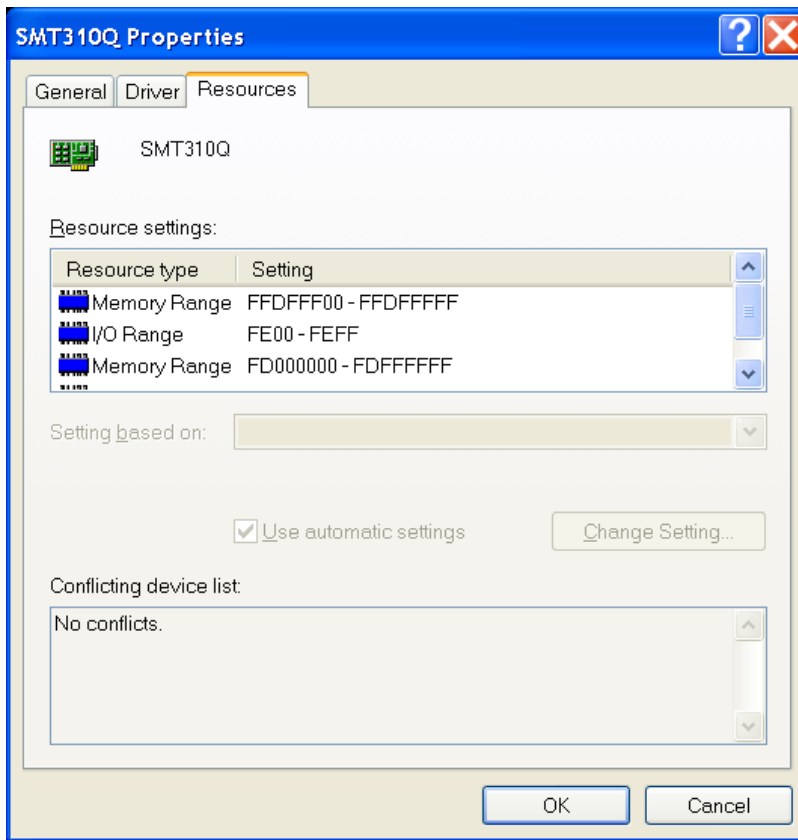 SMT310Q Properties
General Driver Resources
SMT310Q
Resource settings:
Resource type Setting
Memory Range FFDFFF00 - FFDFFFFF
I/O Range FE00 - FEFF
Memory Range FD000000 - FDFFFFFF
Setting based on:
Use automatic settings Change Setting...
Conflicting device list:
No conflicts.
OK Cancel